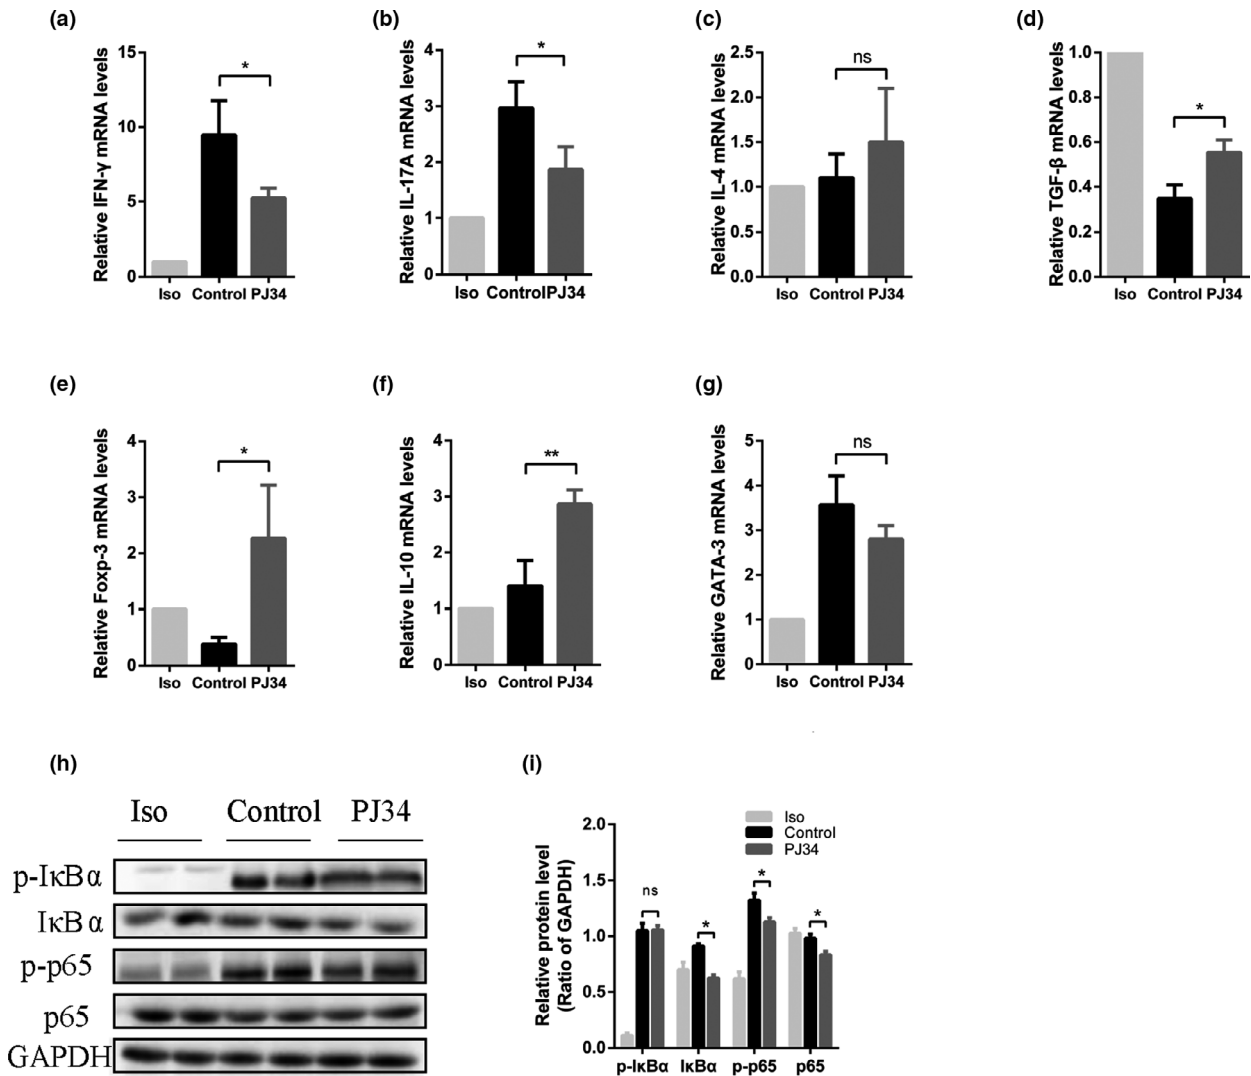 (a)
Relative IFN-γ mRNA levels
15
10
5
0
*
Iso Control PJ34
(b)
Relative IL-17A mRNA levels
4
3
2
1
0
*
Iso Control PJ34
(c)
Relative IL-4 mRNA levels
2.5
2.0
1.5
1.0
0.5
0.0
ns
Iso Control PJ34
(d)
Relative TGF-β mRNA levels
1.0
0.8
0.6
0.4
0.2
0.0
*
Iso Control PJ34
(e)
Relative Foxp-3 mRNA levels
4
3
2
1
0
*
Iso Control PJ34
(f)
Relative IL-10 mRNA levels
4
3
2
1
0
**
Iso Control PJ34
(g)
Relative GATA-3 mRNA levels
5
4
3
2
1
0
ns
Iso Control PJ34
(h)
Iso Control PJ34
p-IκBα
IκBα
p-p65
p65
GAPDH
(i)
Relative protein level
(Ratio of GAPDH)
2.0
1.5
1.0
0.5
0.0
Iso
Control
PJ34
ns
*
*
*
p-IκBα IκBα p-p65 p65